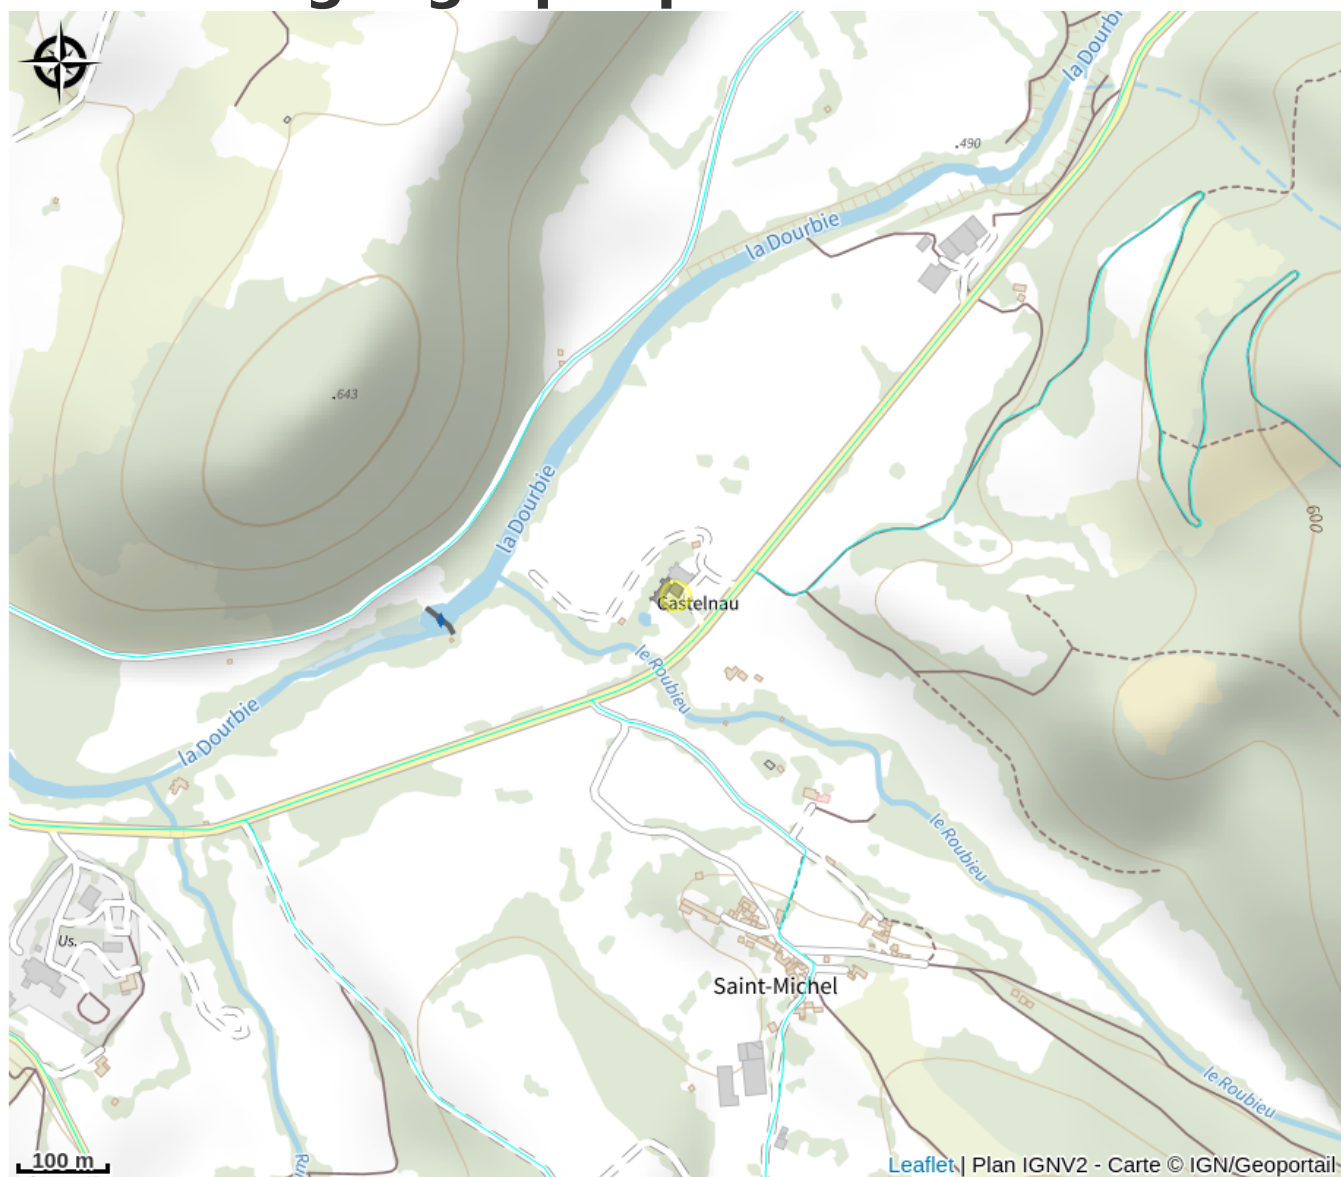 la Dourbie
.490
la Dourbie
.643
la Dourbie
600
Castelnau
le Roubieu
la Dourbie
le Roubieu
Us.
Saint-Michel
le Roubieu
100 m
Leaflet | Plan IGNV2 - Carte © IGN/Geoportail